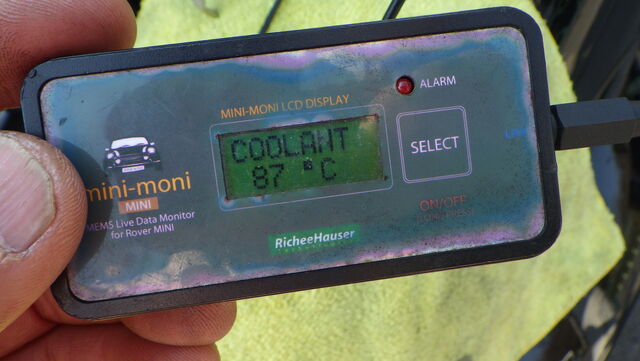 ALARM
MINI-MONI LCD DISPLAY
COOLANT
87 °C
SELECT
mini-moni
MINI
MEMS Live Data Monitor
for Rover MINI
ON/OFF
RicheeHauser